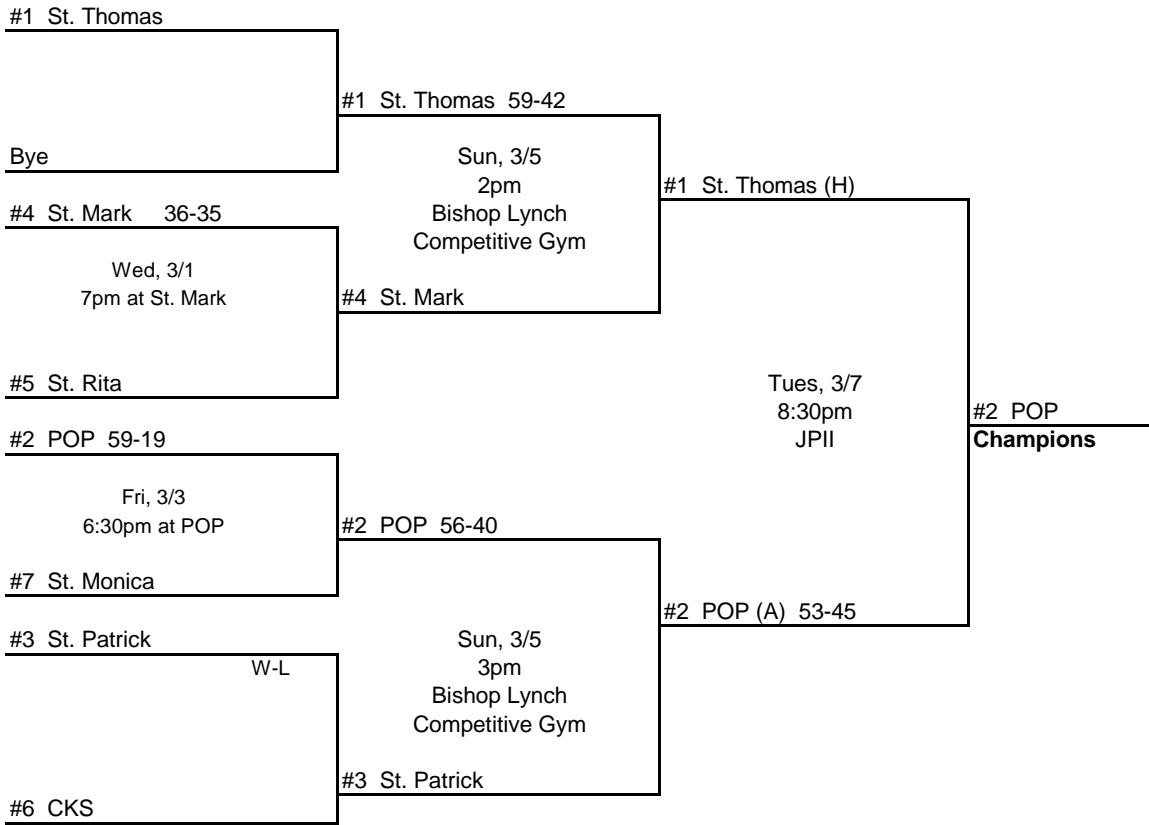 #1 St. Thomas
#1 St. Thomas 59-42
Bye
Sun, 3/5
2pm
Bishop Lynch
Competitive Gym
#1 St. Thomas (H)
#4 St. Mark 36-35
Wed, 3/1
7pm at St. Mark
#4 St. Mark
#5 St. Rita
Tues, 3/7
8:30pm
JPII
#2 POP
Champions
#2 POP 59-19
Fri, 3/3
6:30pm at POP
#2 POP 56-40
#7 St. Monica
#2 POP (A) 53-45
#3 St. Patrick
W-L
Sun, 3/5
3pm
Bishop Lynch
Competitive Gym
#3 St. Patrick
#6 CKS